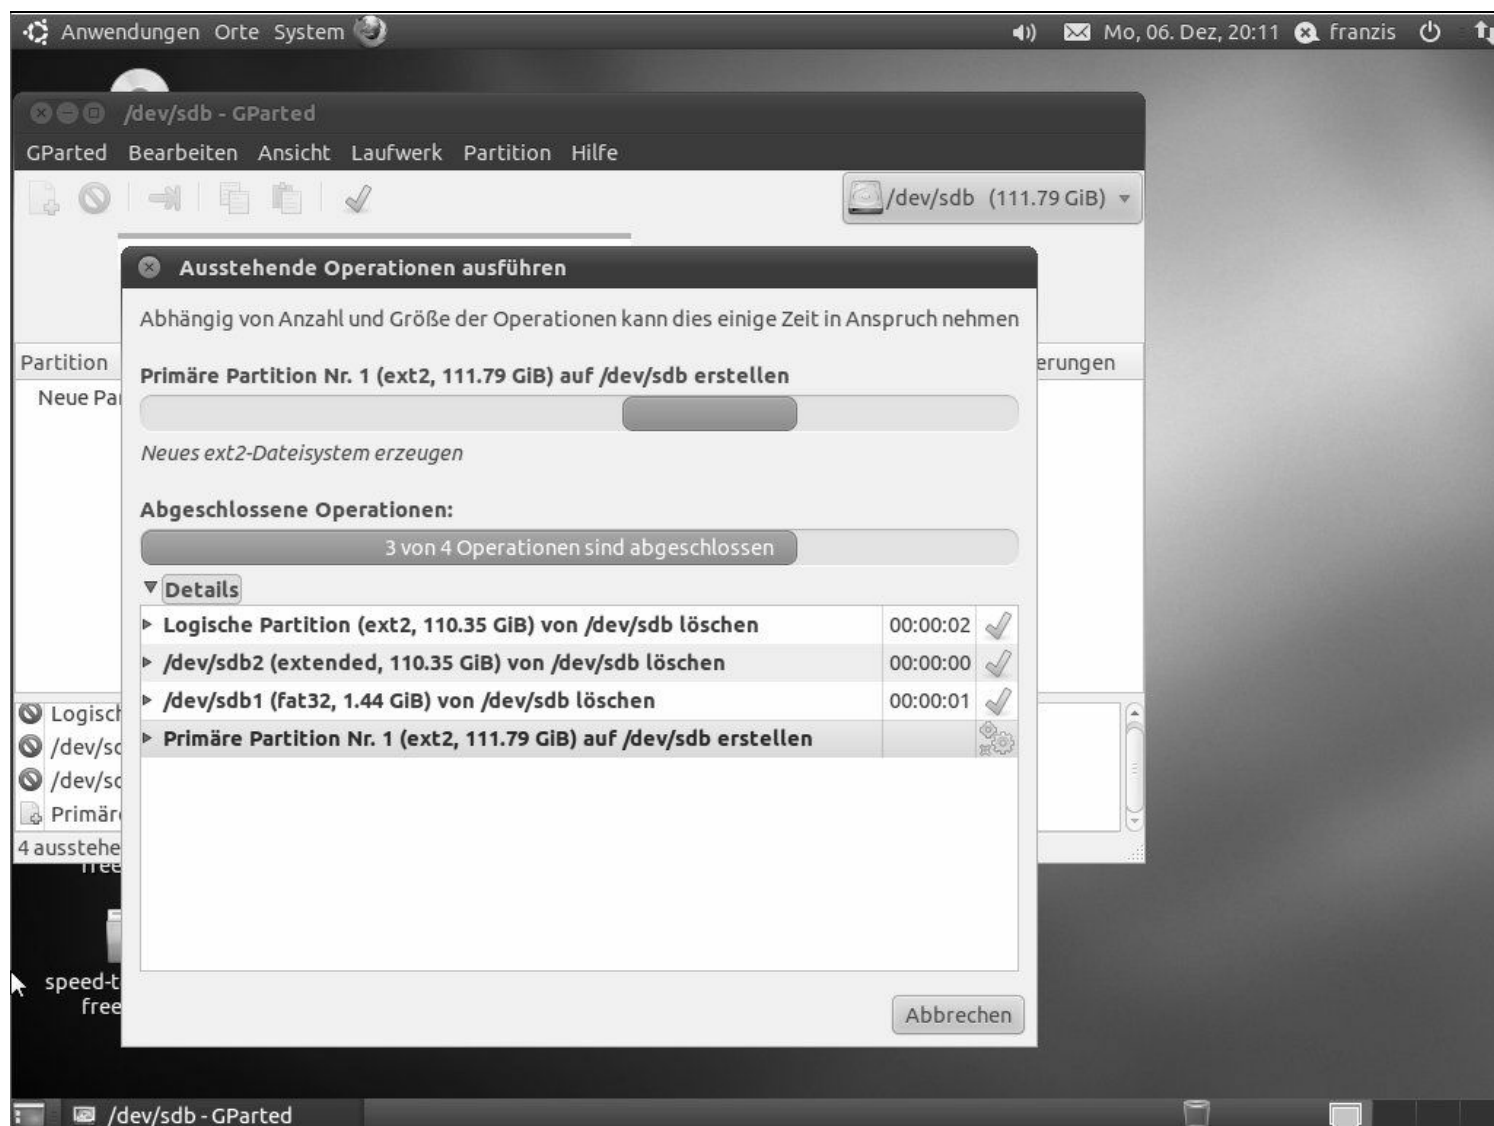 Anwendungen Orte System Mo, 06. Dez, 20:11 franzis
/dev/sdb - GParted
GParted Bearbeiten Ansicht Laufwerk Partition Hilfe
/dev/sdb (111.79 GiB)
Ausstehende Operationen ausführen
Abhängig von Anzahl und Größe der Operationen kann dies einige Zeit in Anspruch nehmen
Partition erungen
Primäre Partition Nr. 1 (ext2, 111.79 GiB) auf /dev/sdb erstellen
Neue Par
Neues ext2-Dateisystem erzeugen
Abgeschlossene Operationen:
3 von 4 Operationen sind abgeschlossen
Details
Logische Partition (ext2, 110.35 GiB) von /dev/sdb löschen 00:00:02
/dev/sdb2 (extended, 110.35 GiB) von /dev/sdb löschen 00:00:00
/dev/sdb1 (fat32, 1.44 GiB) von /dev/sdb löschen 00:00:01
Primäre Partition Nr. 1 (ext2, 111.79 GiB) auf /dev/sdb erstellen
Logisch
/dev/sd
/dev/sd
Primäre
4 ausstehe
free
speed-t
free
Abbrechen
/dev/sdb - GParted